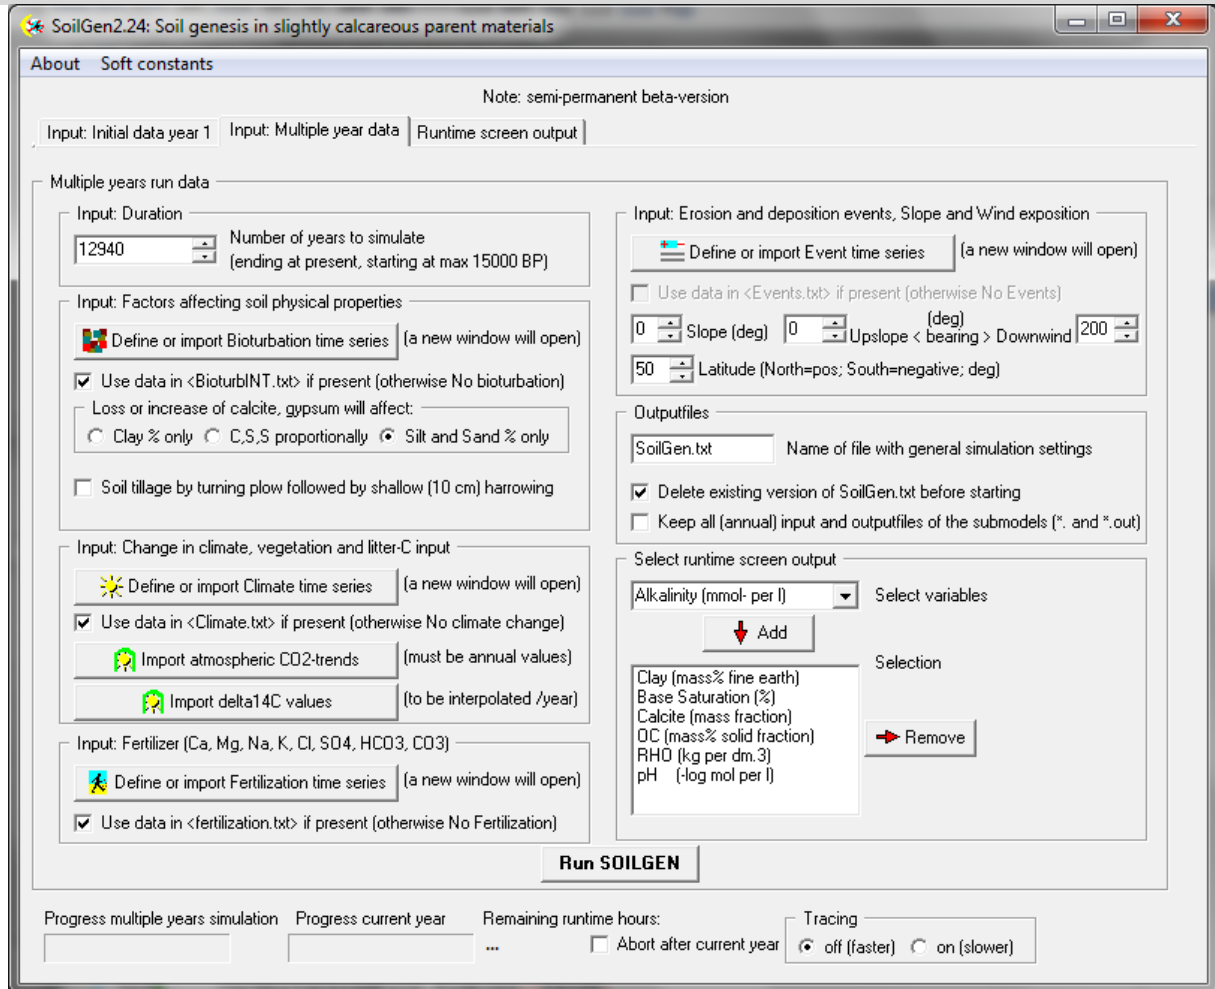 SoilGen2.24: Soil genesis in slightly calcareous parent materials
About Soft constants
Note: semi-permanent beta-version
Input: Initial data year 1 Input: Multiple year data Runtime screen output
Multiple years run data
Input: Duration
12940
Number of years to simulate
(ending at present, starting at max 15000 BP)
Input: Factors affecting soil physical properties
Define or import Bioturbation time series (a new window will open)
Use data in <BioturbINT.txt> if present (otherwise No bioturbation)
Loss or increase of calcite, gypsum will affect:
Clay % only C,S,S proportionally Silt and Sand % only
Soil tillage by turning plow followed by shallow (10 cm) harrowing
Input: Change in climate, vegetation and litter-C input
Define or import Climate time series (a new window will open)
Use data in <Climate.txt> if present (otherwise No climate change)
Import atmospheric CO2-trends (must be annual values)
Import delta14C values (to be interpolated /year)
Input: Fertilizer (Ca, Mg, Na, K, Cl, SO4, HCO3, CO3)
Define or import Fertilization time series (a new window will open)
Use data in <fertilization.txt> if present (otherwise No Fertilization)
Input: Erosion and deposition events, Slope and Wind exposition
Define or import Event time series (a new window will open)
Use data in <Events.txt> if present (otherwise No Events)
(deg)
0 Slope (deg) 0 Upslope < bearing > Downwind 200
50 Latitude (North=pos; South=negative; deg)
Outputfiles
SoilGen.txt Name of file with general simulation settings
Delete existing version of SoilGen.txt before starting
Keep all (annual) input and outputfiles of the submodels (*. and *.out)
Select runtime screen output
Alkalinity (mmol- per l) Select variables
Add
Selection
Clay (mass% fine earth)
Base Saturation (%)
Calcite (mass fraction)
OC (mass% solid fraction)
RHO (kg per dm.3)
pH (-log mol per l)
Remove
Run SOILGEN
Progress multiple years simulation Progress current year Remaining runtime hours:
... Abort after current year
Tracing
off (faster) on (slower)